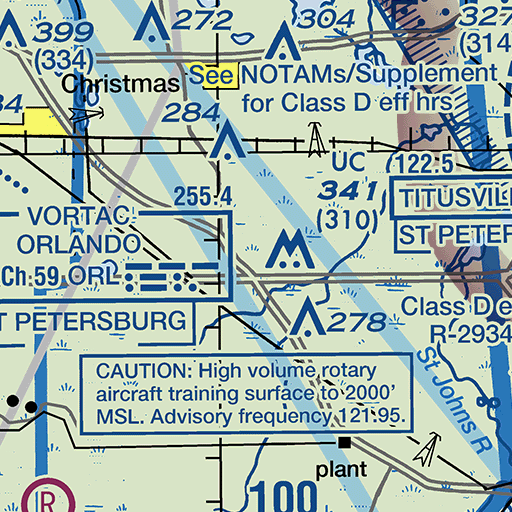 272
304
327
399
(334)
(314
Christmas
See NOTAMs/Supplement
for Class D eff hrs
284
UC
(122.5
255.4
341
(310)
TITUSVIL
ST PETER
VORTAC
ORLANDO
Ch 59 ORL
T PETERSBURG
278
Class D e
R-2934
CAUTION: High volume rotary
aircraft training surface to 2000'
MSL. Advisory frequency 121.95.
St Johns R
plant
100
R